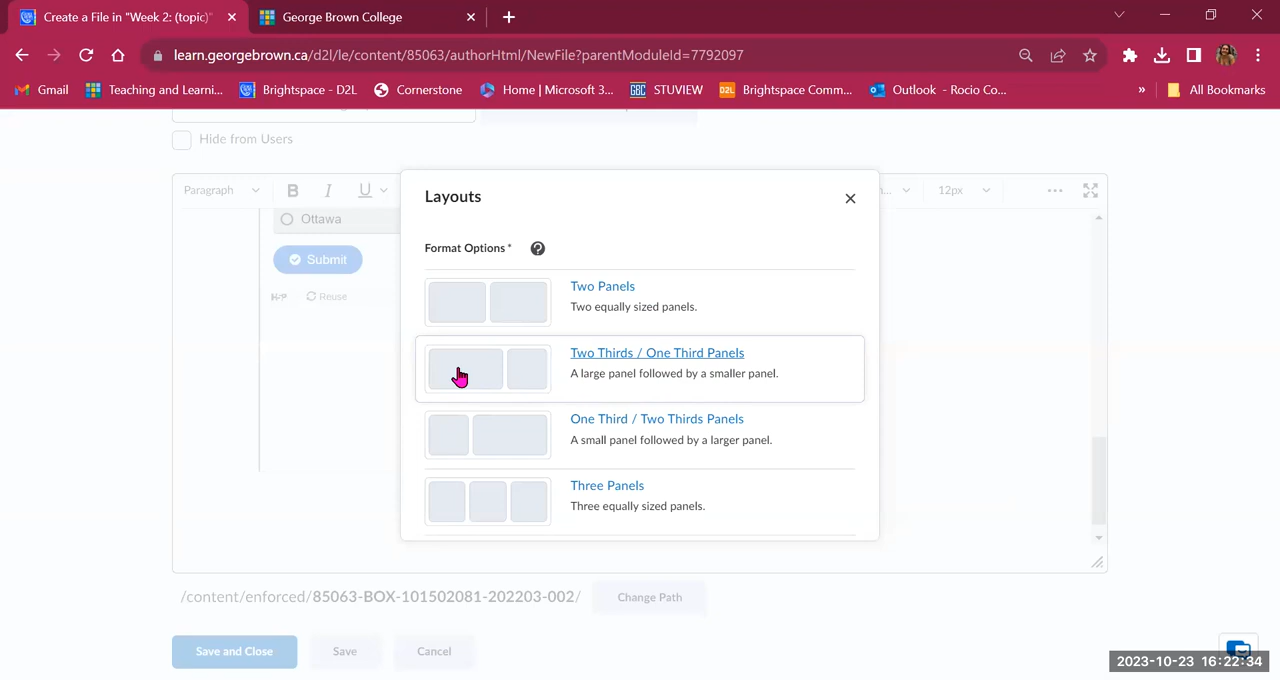 Create a File in "Week 2: (topic)"
George Brown College
learn.georgebrown.ca/d2l/le/content/85063/authorHtml/NewFile?parentModuleId=7792097
Gmail
Teaching and Learni...
Brightspace - D2L
Cornerstone
Home | Microsoft 3...
GBC
STUVIEW
D2L
Brightspace Comm...
Outlook - Rocio Co...
»
All Bookmarks
Hide from Users
Paragraph
B
I
U
12px
Layouts
Format Options *
Ottawa
Submit
H-P
Reuse
Two Panels
Two equally sized panels.
Two Thirds / One Third Panels
A large panel followed by a smaller panel.
One Third / Two Thirds Panels
A small panel followed by a larger panel.
Three Panels
Three equally sized panels.
/content/enforced/85063-BOX-101502081-202203-002/
Change Path
Save and Close
Save
Cancel
2023-10-23 16:22:34